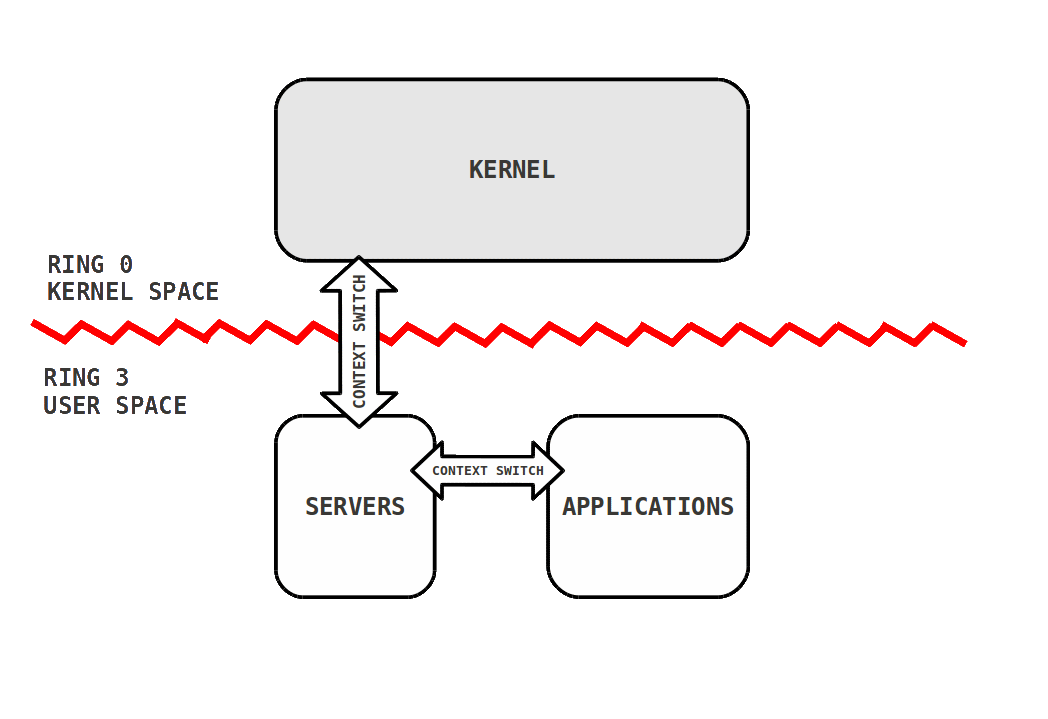 KERNEL
RING 0
KERNEL SPACE
CONTEXT SWITCH
RING 3
USER SPACE
CONTEXT SWITCH
SERVERS
APPLICATIONS